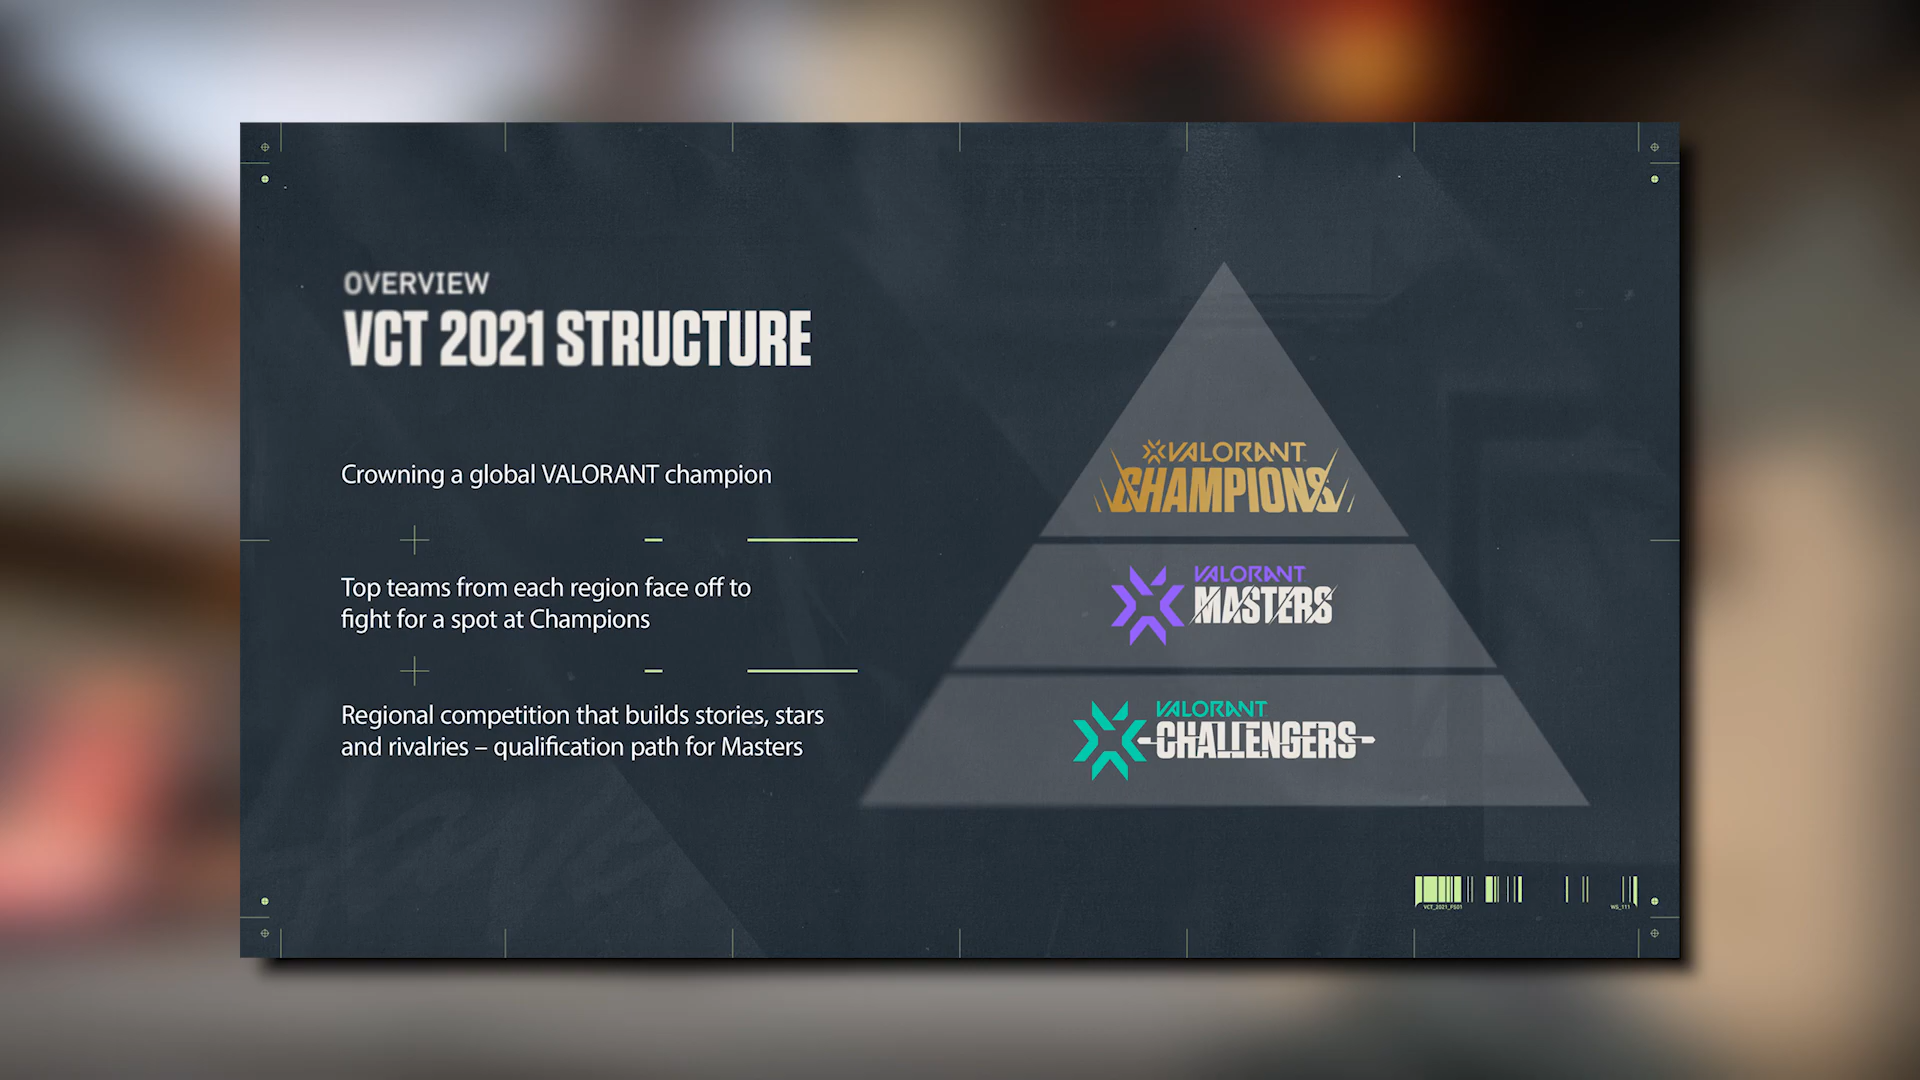 OVERVIEW
VCT 2021 STRUCTURE
Crowning a global VALORANT champion
Top teams from each region face off to
fight for a spot at Champions
Regional competition that builds stories, stars
and rivalries – qualification path for Masters
VALORANT
CHAMPIONS
VALORANT
MASTERS
VALORANT
CHALLENGERS
VCT_2021_FS01
WS_111